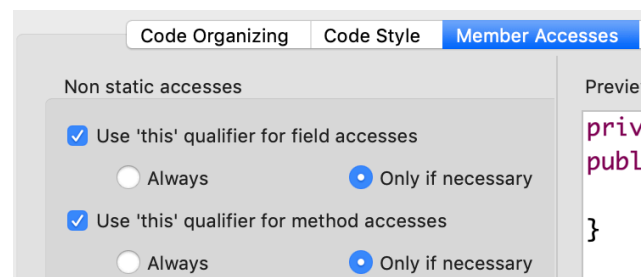 Code Organizing Code Style Member Accesses
Non static accesses
Previe
Use 'this' qualifier for field accesses
Always Only if necessary
Use 'this' qualifier for method accesses
Always Only if necessary
priv
publ
}